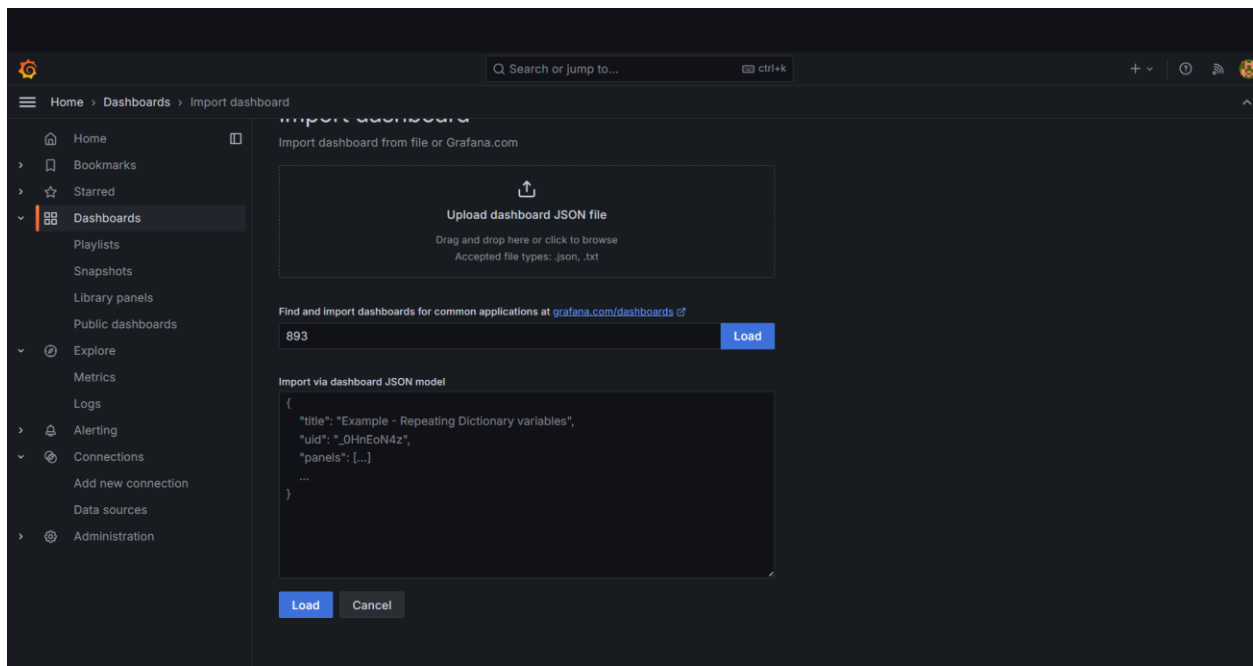 Search or jump to...
ctrl+k
Home › Dashboards › Import dashboard
Home
Bookmarks
Starred
Dashboards
Playlists
Snapshots
Library panels
Public dashboards
Explore
Metrics
Logs
Alerting
Connections
Add new connection
Data sources
Administration
Import dashboard
Import dashboard from file or Grafana.com
Upload dashboard JSON file
Drag and drop here or click to browse
Accepted file types: .json, .txt
Find and import dashboards for common applications at grafana.com/dashboards
893
Load
Import via dashboard JSON model
{
"title": "Example - Repeating Dictionary variables",
"uid": "_0HnEoN4z",
"panels": [...]
...
}
Load
Cancel